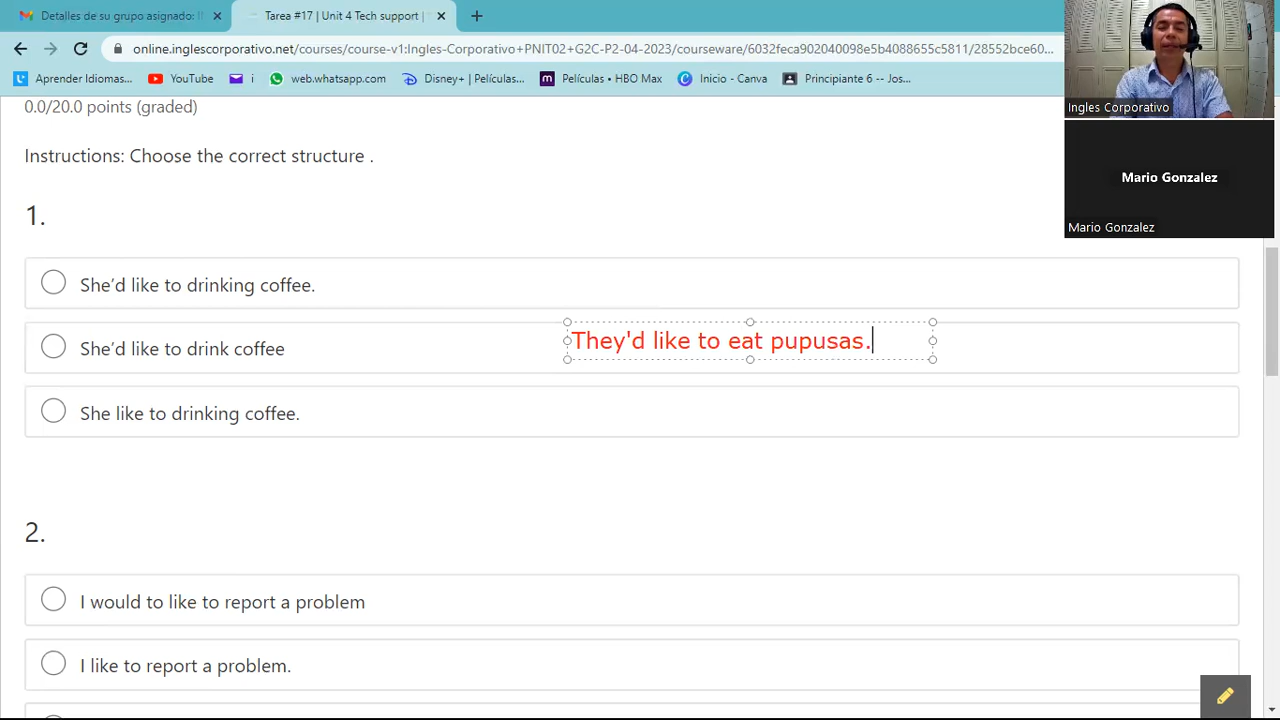 Detalles de su grupo asignado: I
Tarea #17 | Unit 4 Tech support |
online.inglescorporativo.net/courses/course-v1:Ingles-Corporativo+PNIT02+G2C-P2-04-2023/courseware/6032feca902040098e5b4088655c5811/28552bce60...
Aprender Idiomas...
YouTube
i
web.whatsapp.com
Disney+ | Películas...
Películas • HBO Max
Inicio - Canva
Principiante 6 -- Jos...
0.0/20.0 points (graded)
Ingles Corporativo
Instructions: Choose the correct structure .
Mario Gonzalez
Mario Gonzalez
1.
She’d like to drinking coffee.
They'd like to eat pupusas.
She’d like to drink coffee
She like to drinking coffee.
2.
I would to like to report a problem
I like to report a problem.